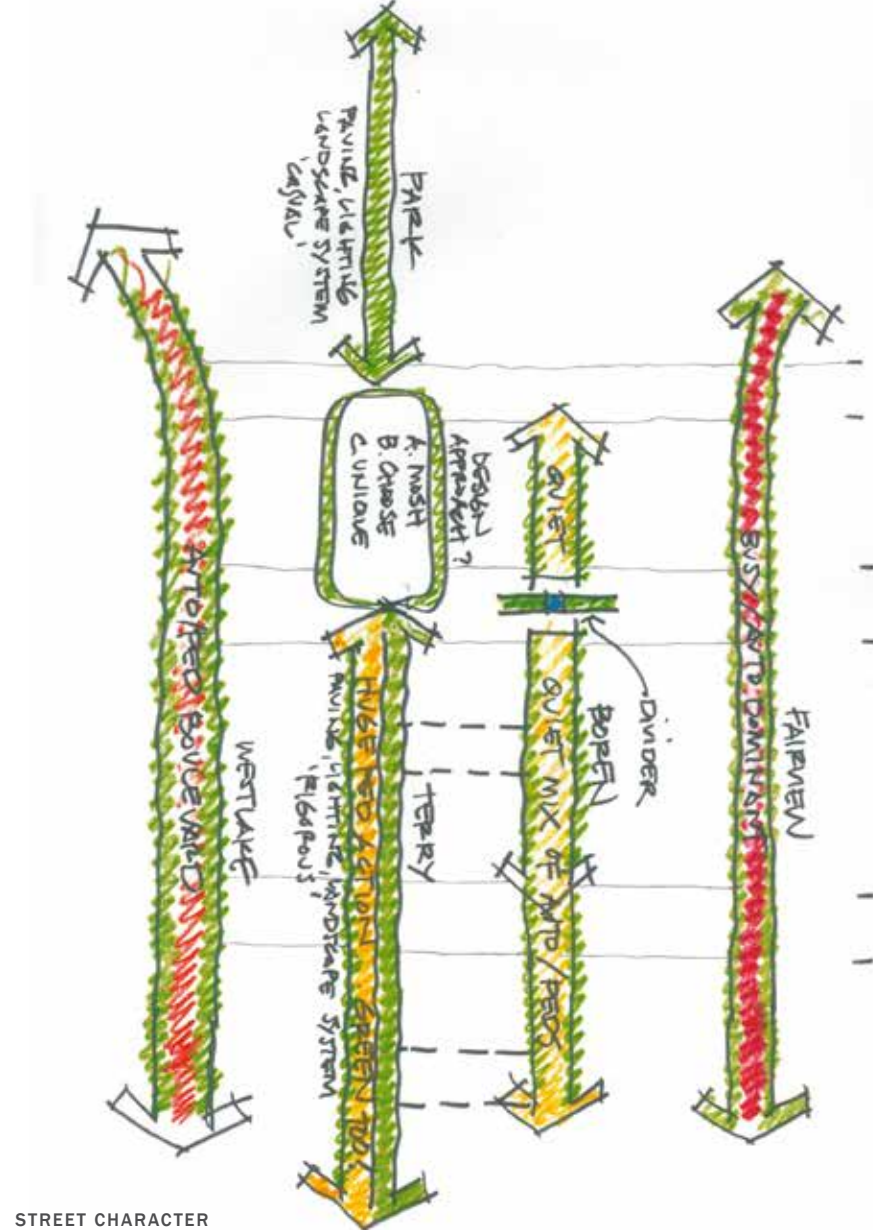 PARK
PAVING, LIGHTING
LANDSCAPE SYSTEM
'CASUAL'
DESIGN
APPROACH?
A. MOSH
B. CHOOSE
C. UNIQUE
QUIET
BUSY/AUTO DOMINANT
FAIRVIEW
DIVIDER
BOREN
QUIET MIX OF AUTO/PEDS
TERRY
HUGE PED ACTION GREEN TOO!
PAVING, LIGHTING, LANDSCAPE SYSTEM
'RIGOROUS'
WESTLAKE
AUTO/PED BOULEVARD
STREET CHARACTER